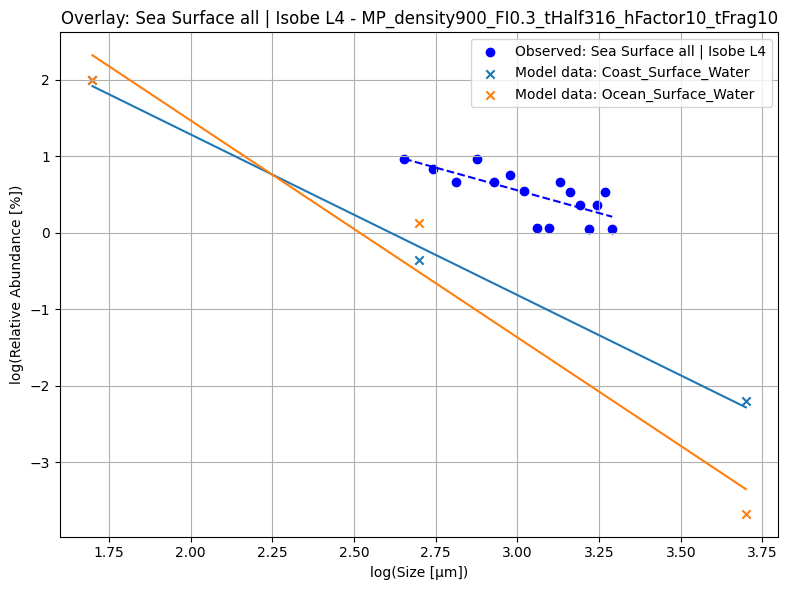 Overlay: Sea Surface all | Isobe L4 - MP_density900_FI0.3_tHalf316_hFactor10_tFrag10
Observed: Sea Surface all | Isobe L4
Model data: Coast_Surface_Water
Model data: Ocean_Surface_Water
log(Relative Abundance [%])
2
1
0
−1
−2
−3
1.75 2.00 2.25 2.50 2.75 3.00 3.25 3.50 3.75
log(Size [μm])